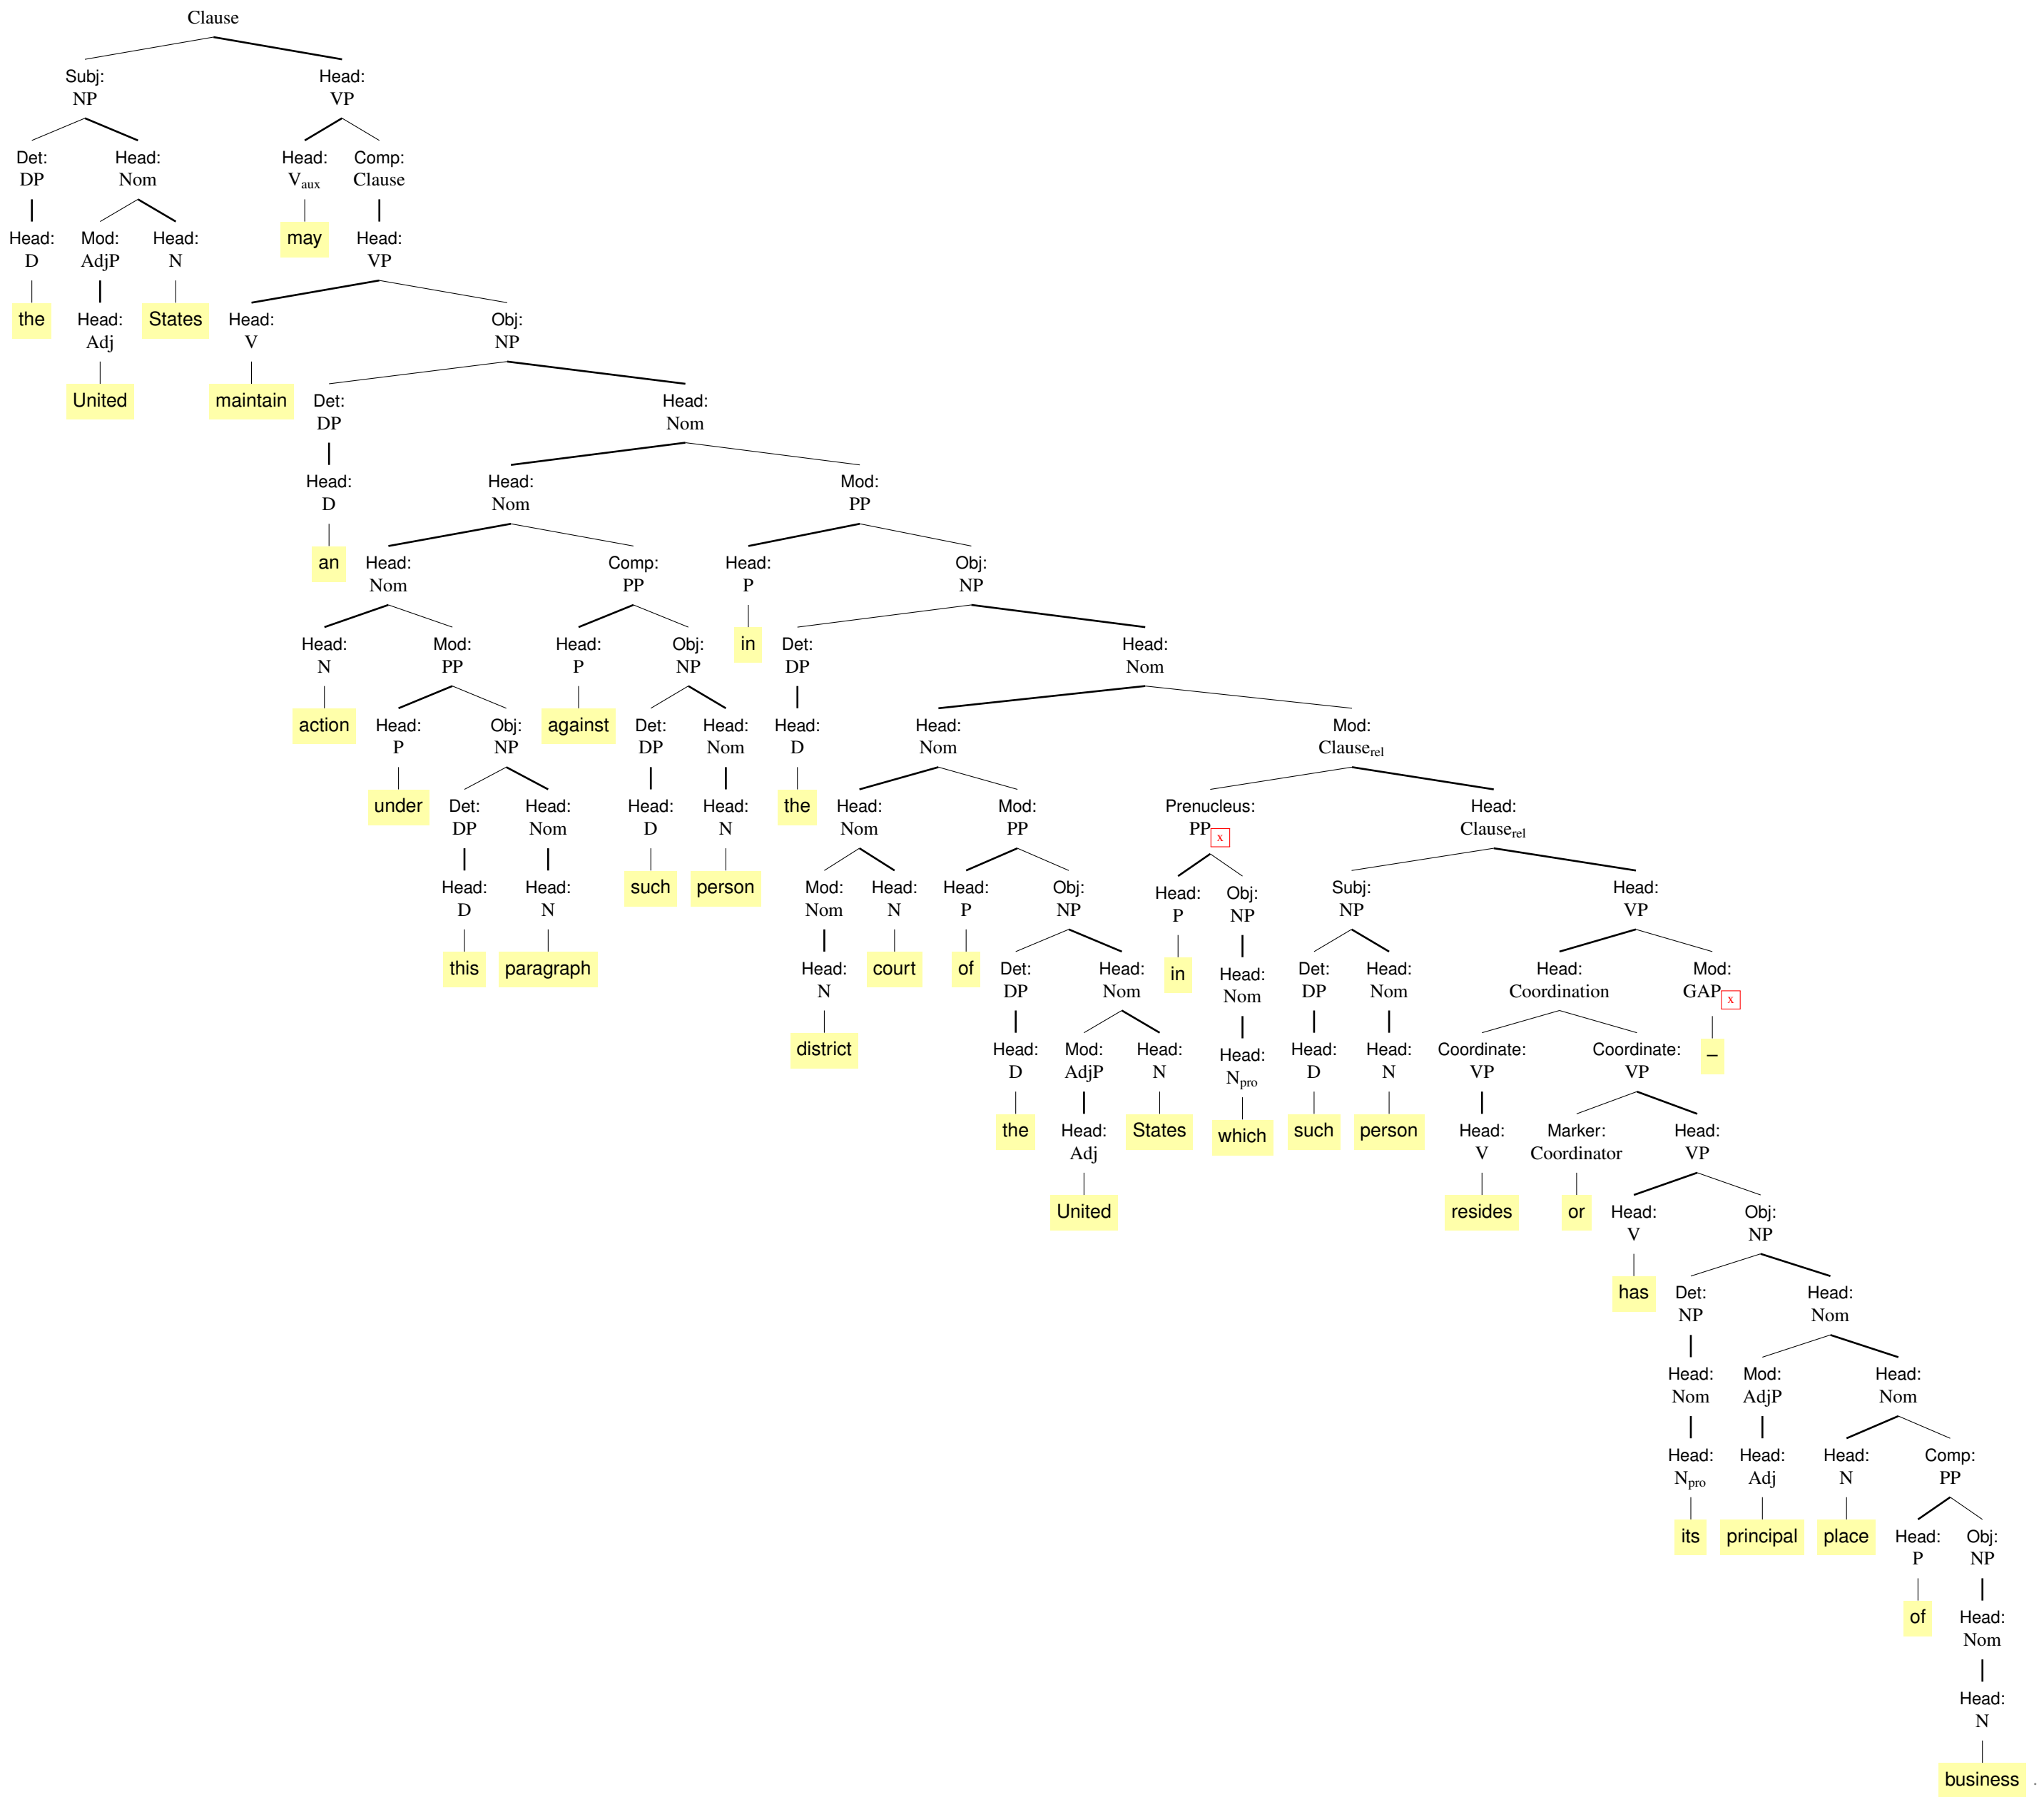 Clause
Subj: Head:
NP VP
Det: Head: Head: Comp:
DP Nom Vaux Clause
Head: Mod: Head: may Head:
D AdjP N VP
the Head: States Head: Obj:
Adj V NP
United maintain Det: Head:
DP Nom
Head: Head: Mod:
D Nom PP
an Head: Comp: Head: Obj:
Nom PP P NP
Head: Mod: Head: Obj: in Det: Head:
N PP P NP DP Nom
action Head: Obj: against Det: Head: Head: Head: Mod:
P NP DP Nom D Nom Clauserel
under Det: Head: Head: Head: the Head: Mod: Prenucleus: Head:
DP Nom D N Nom PP PPx Clauserel
Head: Head: such person Mod: Head: Head: Obj: Head: Obj: Subj: Head:
D N Nom N P NP P NP NP VP
this paragraph Head: court of Det: Head: in Head: Det: Head: Head: Mod:
N DP Nom Nom DP Nom Coordination GAPx
district Head: Mod: Head: Head: Head: Head: Coordinate: Coordinate: –
D AdjP N Npro D N VP VP
the Head: States which such person Head: Marker: Head:
Adj V Coordinator VP
United resides or Head: Obj:
V NP
has Det: Head:
NP Nom
Head: Mod: Head:
Nom AdjP Nom
Head: Head: Head: Comp:
Npro Adj N PP
its principal place Head: Obj:
P NP
of Head:
Nom
Head:
N
business .